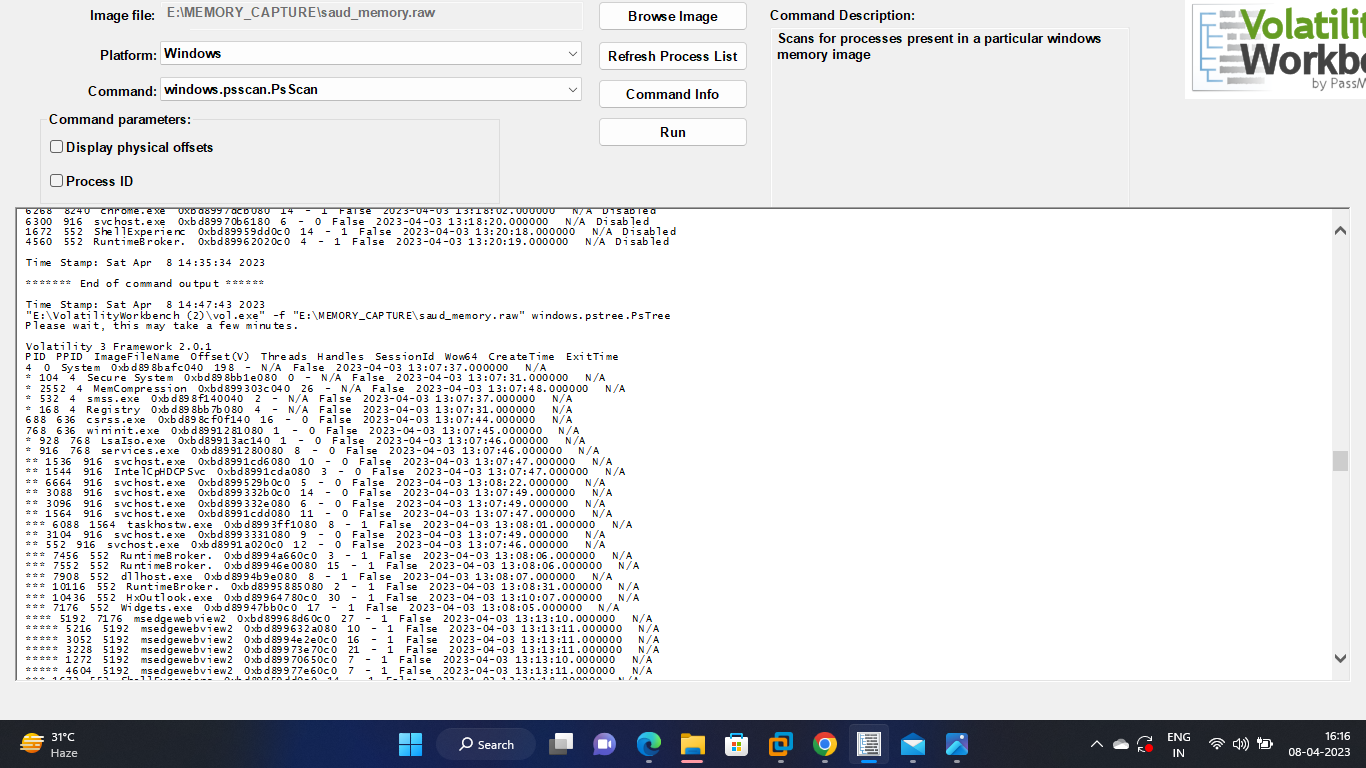 Image file:
E:\MEMORY_CAPTURE\saud_memory.raw
Browse Image
Platform:
Windows
Refresh Process List
Command:
windows.psscan.PsScan
Command Info
Command parameters:
Run
Display physical offsets
Process ID
Command Description:
Scans for processes present in a particular windows
memory image
Volatili
Workbe
by PassM
6268 8240 chrome.exe 0xbd8997dcb080 14 - 1 False 2023-04-03 13:18:02.000000 N/A Disabled
6300 916 svchost.exe 0xbd89970b6180 6 - 0 False 2023-04-03 13:18:20.000000 N/A Disabled
1672 552 ShellExperienc 0xbd89959dd0c0 14 - 1 False 2023-04-03 13:20:18.000000 N/A Disabled
4560 552 RuntimeBroker. 0xbd89962020c0 4 - 1 False 2023-04-03 13:20:19.000000 N/A Disabled
Time Stamp: Sat Apr 8 14:35:34 2023
******* End of command output ******
Time Stamp: Sat Apr 8 14:47:43 2023
"E:\VolatilityWorkbench (2)\vol.exe" -f "E:\MEMORY_CAPTURE\saud_memory.raw" windows.pstree.PsTree
Please wait, this may take a few minutes.
Volatility 3 Framework 2.0.1
PID PPID ImageFileName Offset(V) Threads Handles SessionId Wow64 CreateTime ExitTime
4 0 System 0xbd898bafc040 198 - N/A False 2023-04-03 13:07:37.000000 N/A
* 104 4 Secure System 0xbd898bb1e080 0 - N/A False 2023-04-03 13:07:31.000000 N/A
* 2552 4 MemCompression 0xbd899303c040 26 - N/A False 2023-04-03 13:07:48.000000 N/A
* 532 4 smss.exe 0xbd898f140040 2 - N/A False 2023-04-03 13:07:37.000000 N/A
* 168 4 Registry 0xbd898bb7b080 4 - N/A False 2023-04-03 13:07:31.000000 N/A
688 636 csrss.exe 0xbd898cf0f140 16 - 0 False 2023-04-03 13:07:44.000000 N/A
768 636 wininit.exe 0xbd8991281080 1 - 0 False 2023-04-03 13:07:45.000000 N/A
* 928 768 LsaIso.exe 0xbd89913ac140 1 - 0 False 2023-04-03 13:07:46.000000 N/A
* 916 768 services.exe 0xbd8991280080 8 - 0 False 2023-04-03 13:07:46.000000 N/A
** 1536 916 svchost.exe 0xbd8991cd6080 10 - 0 False 2023-04-03 13:07:47.000000 N/A
** 1544 916 IntelCpHDCPSvc 0xbd8991cda080 3 - 0 False 2023-04-03 13:07:47.000000 N/A
** 6664 916 svchost.exe 0xbd899529b0c0 5 - 0 False 2023-04-03 13:08:22.000000 N/A
** 3088 916 svchost.exe 0xbd899332b0c0 14 - 0 False 2023-04-03 13:07:49.000000 N/A
** 3096 916 svchost.exe 0xbd899332e080 6 - 0 False 2023-04-03 13:07:49.000000 N/A
** 1564 916 svchost.exe 0xbd8991cdd080 11 - 0 False 2023-04-03 13:07:47.000000 N/A
*** 6088 1564 taskhostw.exe 0xbd8993ff1080 8 - 1 False 2023-04-03 13:08:01.000000 N/A
** 3104 916 svchost.exe 0xbd8993331080 9 - 0 False 2023-04-03 13:07:49.000000 N/A
** 552 916 svchost.exe 0xbd8991a020c0 12 - 0 False 2023-04-03 13:07:46.000000 N/A
*** 7456 552 RuntimeBroker. 0xbd8994a660c0 3 - 1 False 2023-04-03 13:08:06.000000 N/A
*** 7552 552 RuntimeBroker. 0xbd89946e0080 15 - 1 False 2023-04-03 13:08:06.000000 N/A
*** 7908 552 dllhost.exe 0xbd8994b9e080 8 - 1 False 2023-04-03 13:08:07.000000 N/A
*** 10116 552 RuntimeBroker. 0xbd8995885080 2 - 1 False 2023-04-03 13:08:31.000000 N/A
*** 10436 552 HxOutlook.exe 0xbd89964780c0 30 - 1 False 2023-04-03 13:10:07.000000 N/A
*** 7176 552 Widgets.exe 0xbd89947bb0c0 17 - 1 False 2023-04-03 13:08:05.000000 N/A
**** 5192 7176 msedgewebview2 0xbd89968d60c0 27 - 1 False 2023-04-03 13:13:10.000000 N/A
***** 5216 5192 msedgewebview2 0xbd899632a080 10 - 1 False 2023-04-03 13:13:11.000000 N/A
***** 3052 5192 msedgewebview2 0xbd8994e2e0c0 16 - 1 False 2023-04-03 13:13:11.000000 N/A
***** 3228 5192 msedgewebview2 0xbd89973e70c0 21 - 1 False 2023-04-03 13:13:11.000000 N/A
***** 1272 5192 msedgewebview2 0xbd89970650c0 7 - 1 False 2023-04-03 13:13:10.000000 N/A
***** 4604 5192 msedgewebview2 0xbd89977e60c0 7 - 1 False 2023-04-03 13:13:11.000000 N/A
31°C
Haze
Search
ENG
IN
16:16
08-04-2023